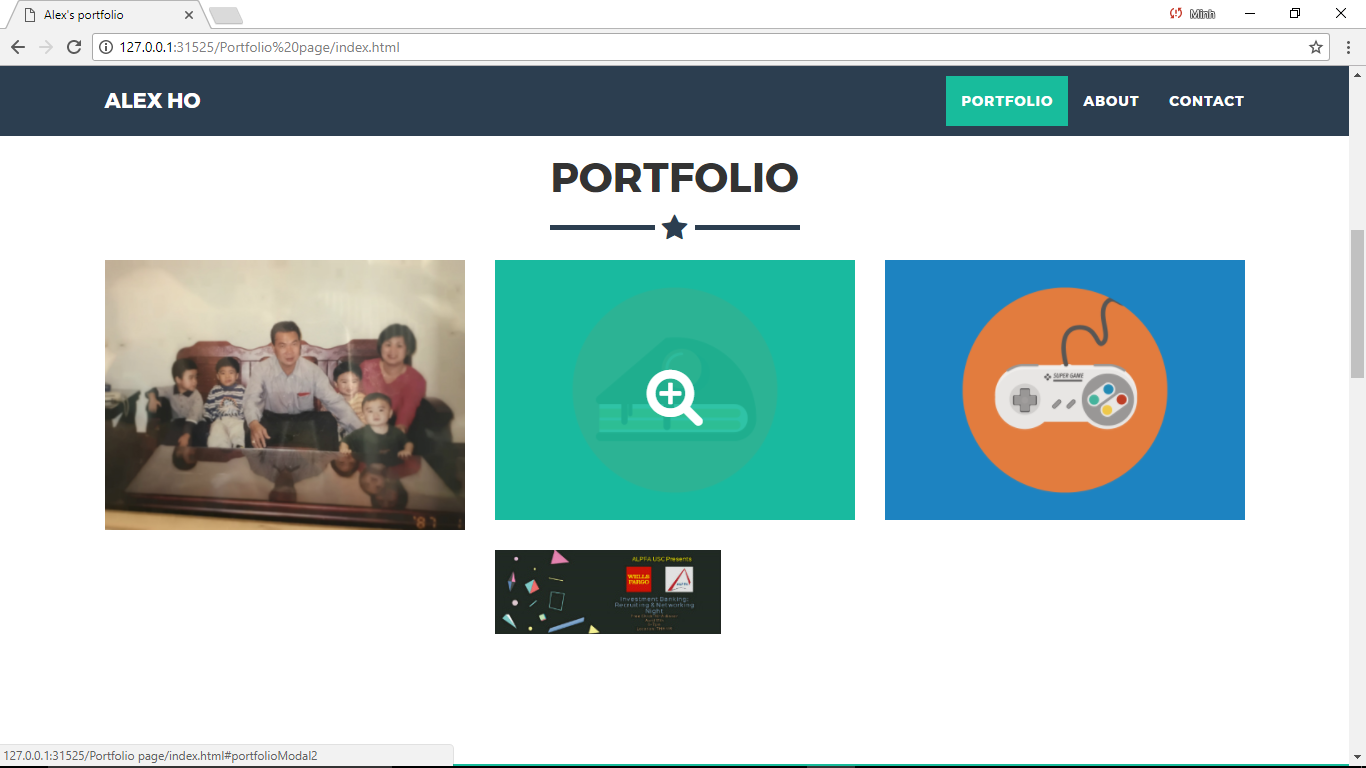 Alex's portfolio
Minh
127.0.0.1:31525/Portfolio%20page/index.html
ALEX HO
PORTFOLIO
ABOUT
CONTACT
PORTFOLIO
SUPER GAME
'87
ALPFA USC Presents
WELLS
FARGO
Investment Banking:
Recruiting & Networking
Night
127.0.0.1:31525/Portfolio page/index.html#portfolioModal2